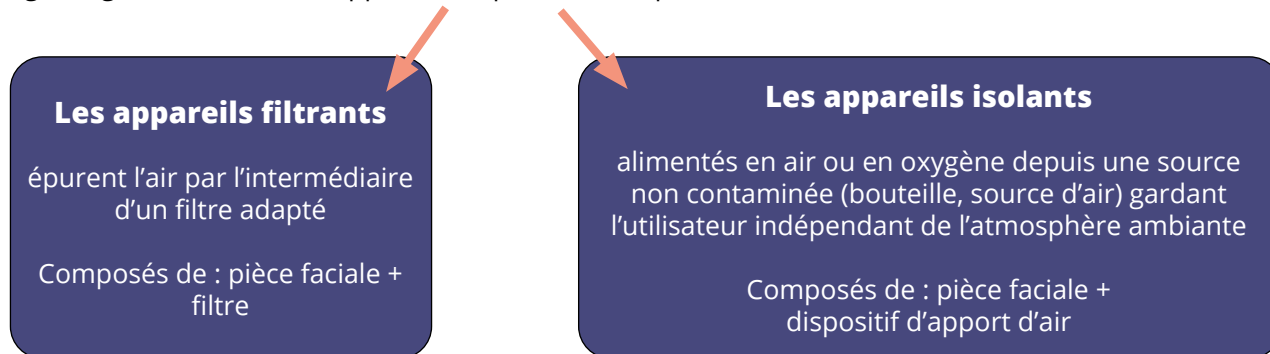 Les appareils filtrants
épurent l’air par l’intermédiaire
d’un filtre adapté
Composés de : pièce faciale +
filtre
Les appareils isolants
alimentés en air ou en oxygène depuis une source
non contaminée (bouteille, source d’air) gardant
l’utilisateur indépendant de l’atmosphère ambiante
Composés de : pièce faciale +
dispositif d’apport d’air